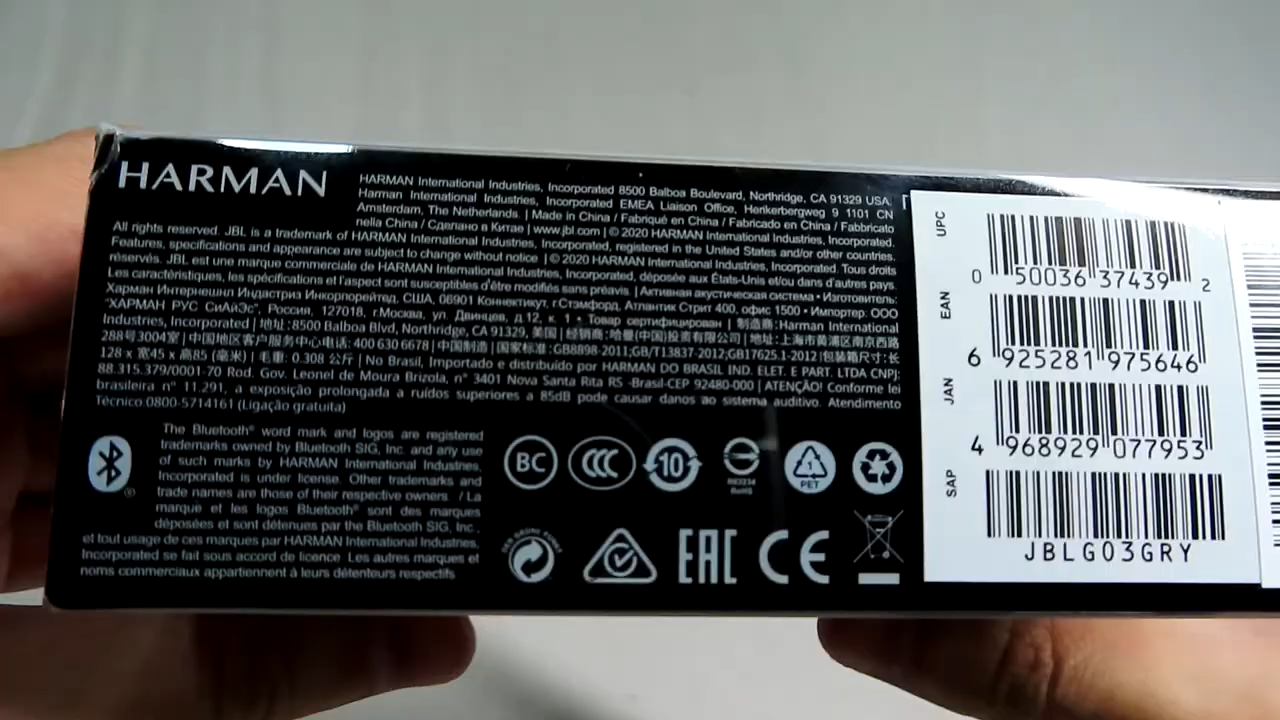 HARMAN
HARMAN International Industries, Incorporated 8500 Balboa Boulevard, Northridge, CA 91329 USA.
Harman International Industries, Incorporated EMEA Liaison Office, Herikerbergweg 9 1101 CN
Amsterdam, The Netherlands. | Made in China / Fabriqué en China / Fabricado en China / Fabbricato
nella China / Сделано в Китае | www.jbl.com | © 2020 HARMAN International Industries, Incorporated.
All rights reserved. JBL is a trademark of HARMAN International Industries, Incorporated, registered in the United States and/or other countries.
Features, specifications and appearance are subject to change without notice | © 2020 HARMAN International Industries, Incorporated. Tous droits
réservés. JBL est une marque commerciale de HARMAN International Industries, Incorporated, déposée aux États-Unis et/ou dans d'autres pays.
Les caractéristiques, les spécifications et l'aspect sont susceptibles d'être modifiés sans préavis. | Активная акустическая система • Изготовитель:
Харман Интернешнл Индастриз Инкорпорейтед, США, 06901 Коннектикут, г.Стэмфорд, Атлантик Стрит 400, офис 1500 • Импортер: ООО
"ХАРМАН РУС СиАйЭс", Россия, 127018, г.Москва, ул. Двинцев, д.12, к. 1 • Товар сертифицирован | 制造商:Harman International
Industries, Incorporated | 地址:8500 Balboa Blvd, Northridge, CA 91329, 美国 | 经销商:哈曼(中国)投资有限公司 | 地址:上海市黄浦区南京西路
288号3004室 | 中国地区客户服务中心电话: 400 630 6678 | 中国制造 | 国家标准:GB8898-2011;GB/T13837-2012;GB17625.1-2012 | 包装箱尺寸:长
128 x 宽45 x 高85 (毫米) | 毛重: 0.308 公斤 | No Brasil, Importado e distribuído por HARMAN DO BRASIL IND. ELET. E PART. LTDA CNPJ:
88.315.379/0001-70 Rod. Gov. Leonel de Moura Brizola, n° 3401 Nova Santa Rita RS -Brasil-CEP 92480-000 | ATENÇÃO! Conforme lei
brasileira n° 11.291, a exposição prolongada a ruídos superiores a 85dB pode causar danos ao sistema auditivo. Atendimento
Técnico 0800-5714161 (Ligação gratuita)
The Bluetooth® word mark and logos are registered
trademarks owned by Bluetooth SIG, Inc. and any use
of such marks by HARMAN International Industries,
Incorporated is under license. Other trademarks and
trade names are those of their respective owners. / La
marque et les logos Bluetooth® sont des marques
déposées et sont détenues par the Bluetooth SIG, Inc.,
et tout usage de ces marques par HARMAN International Industries,
Incorporated se fait sous accord de licence. Les autres marques et
noms commerciaux appartiennent à leurs détenteurs respectifs
BC CCC 10
RoHS
1
PET
DER GRÜNE PUNKT
EAC CE
UPC
0 50036 37439 2
EAN
6 925281 975646
JAN
4 968929 077953
SAP
JBLGO3GRY